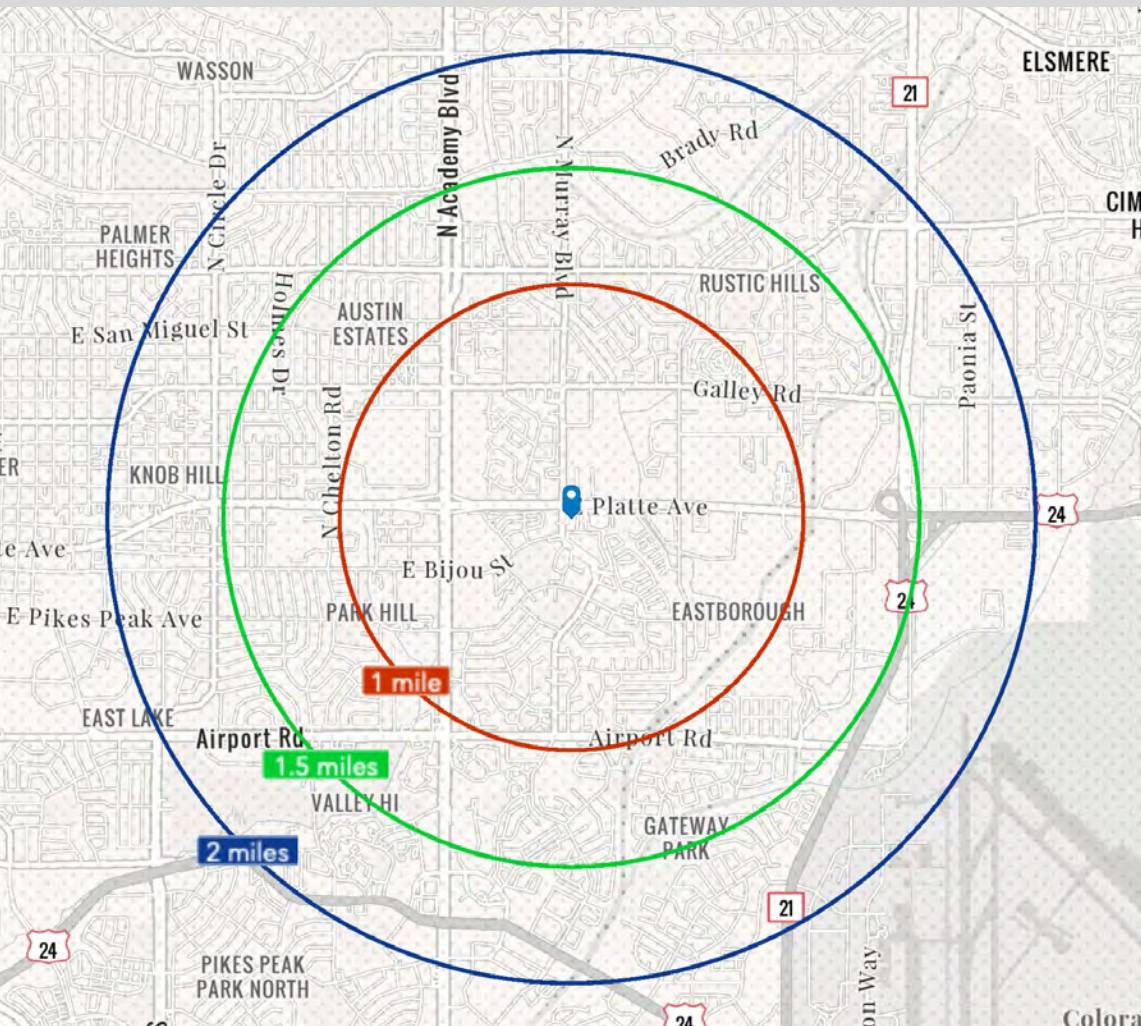 ELSMERE
WASSON
21
N Academy Blvd
Brady Rd
N Murray Blvd
N Circle Dr
CIM
H
PALMER
HEIGHTS
Holmes Dr
RUSTIC HILLS
AUSTIN
ESTATES
E San Miguel St
Paonia St
Galley Rd
N Chelton Rd
ER
KNOB HILL
E Platte Ave
24
te Ave
E Bijou St
24
E Pikes Peak Ave
PARK HILL
EASTBOROUGH
1 mile
EAST LAKE
Airport Rd
Airport Rd
1.5 miles
VALLEY HI
GATEWAY
PARK
2 miles
21
24
PIKES PEAK
PARK NORTH
on Way
24
Colora